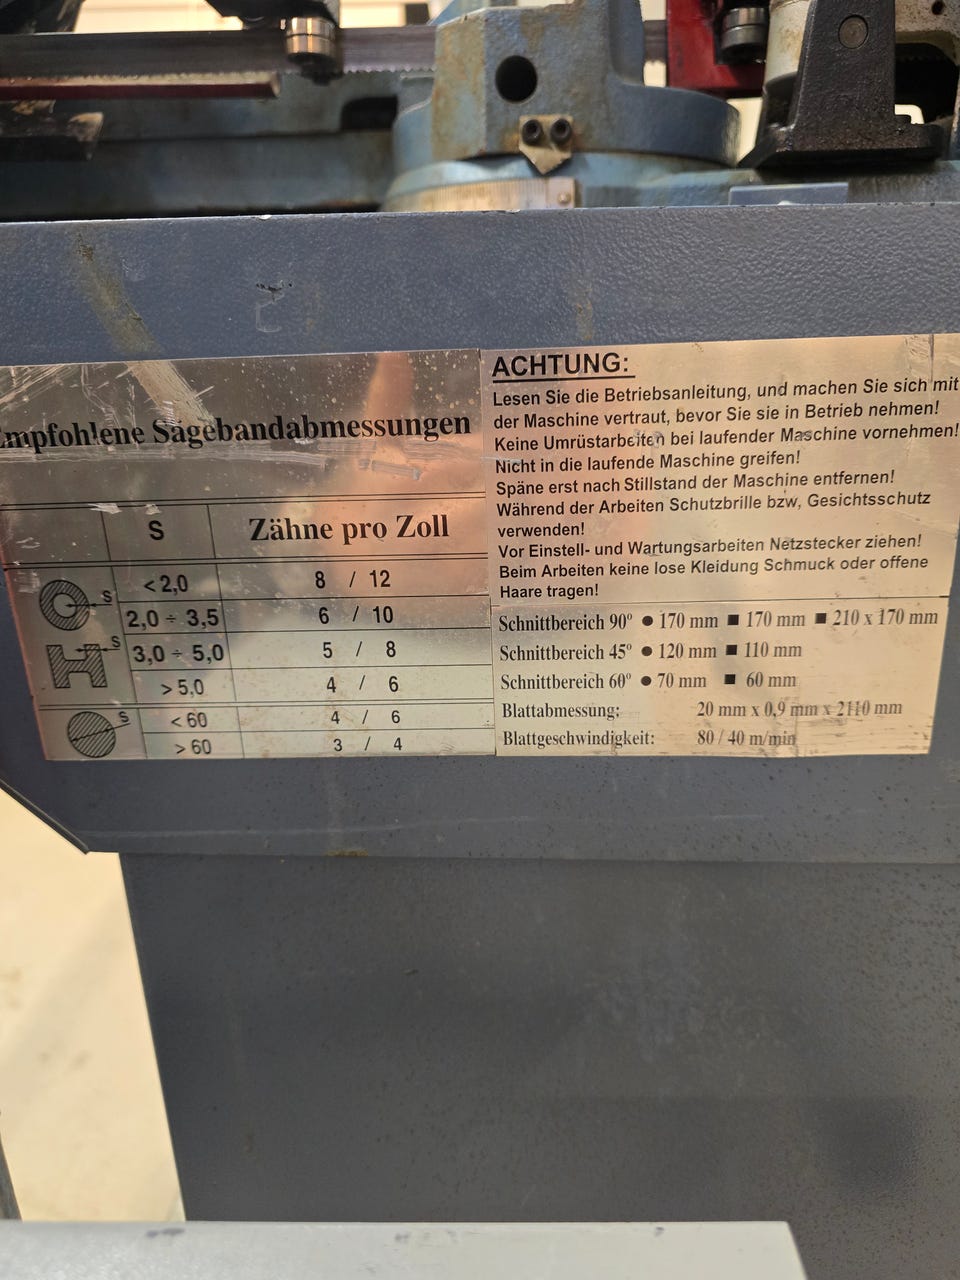 Empfohlene Sägebandabmessungen
S Zähne pro Zoll
S < 2,0 8 / 12
2,0 ÷ 3,5 6 / 10
S 3,0 ÷ 5,0 5 / 8
> 5,0 4 / 6
S < 60 4 / 6
> 60 3 / 4
ACHTUNG:
Lesen Sie die Betriebsanleitung, und machen Sie sich mit
der Maschine vertraut, bevor Sie sie in Betrieb nehmen!
Keine Umrüstarbeiten bei laufender Maschine vornehmen!
Nicht in die laufende Maschine greifen!
Späne erst nach Stillstand der Maschine entfernen!
Während der Arbeiten Schutzbrille bzw, Gesichtsschutz
verwenden!
Vor Einstell- und Wartungsarbeiten Netzstecker ziehen!
Beim Arbeiten keine lose Kleidung Schmuck oder offene
Haare tragen!
Schnittbereich 90° ● 170 mm ■ 170 mm ■ 210 x 170 mm
Schnittbereich 45° ● 120 mm ■ 110 mm
Schnittbereich 60° ● 70 mm ■ 60 mm
Blattabmessung: 20 mm x 0,9 mm x 2110 mm
Blattgeschwindigkeit: 80 / 40 m/min